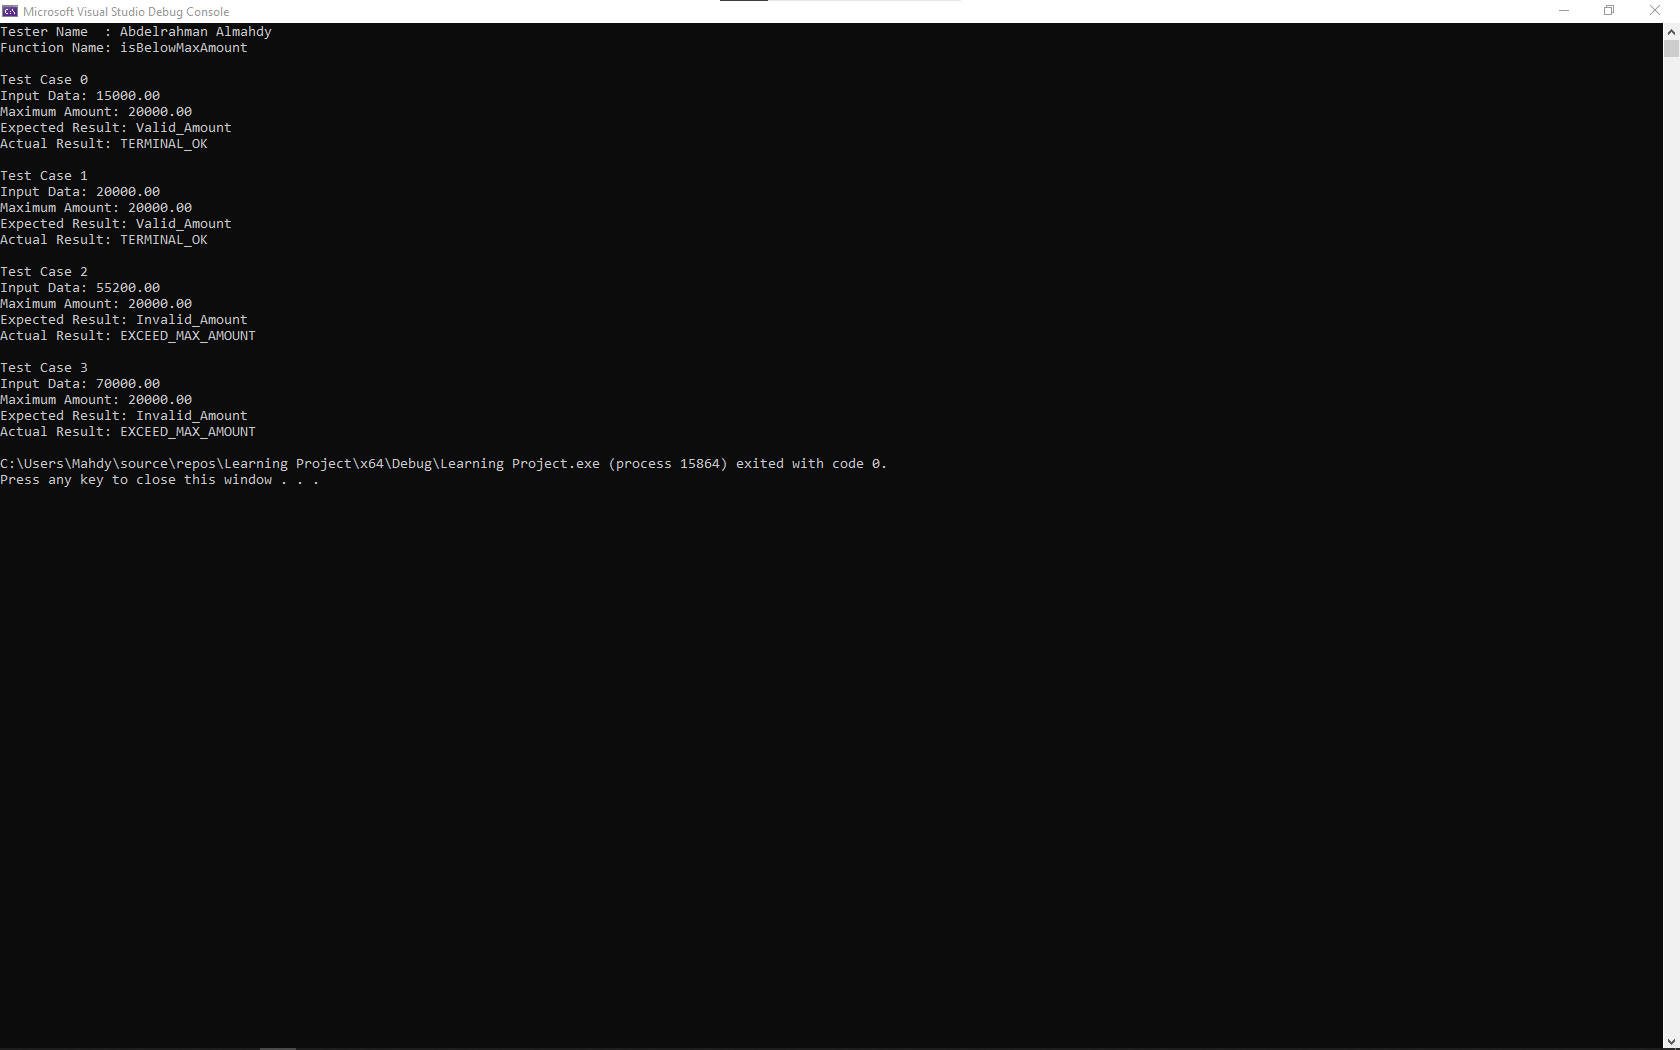 Microsoft Visual Studio Debug Console
Tester Name  : Abdelrahman Almahdy
Function Name: isBelowMaxAmount

Test Case 0
Input Data: 15000.00
Maximum Amount: 20000.00
Expected Result: Valid_Amount
Actual Result: TERMINAL_OK

Test Case 1
Input Data: 20000.00
Maximum Amount: 20000.00
Expected Result: Valid_Amount
Actual Result: TERMINAL_OK

Test Case 2
Input Data: 55200.00
Maximum Amount: 20000.00
Expected Result: Invalid_Amount
Actual Result: EXCEED_MAX_AMOUNT

Test Case 3
Input Data: 70000.00
Maximum Amount: 20000.00
Expected Result: Invalid_Amount
Actual Result: EXCEED_MAX_AMOUNT

C:\Users\Mahdy\source\repos\Learning Project\x64\Debug\Learning Project.exe (process 15864) exited with code 0.
Press any key to close this window . . .